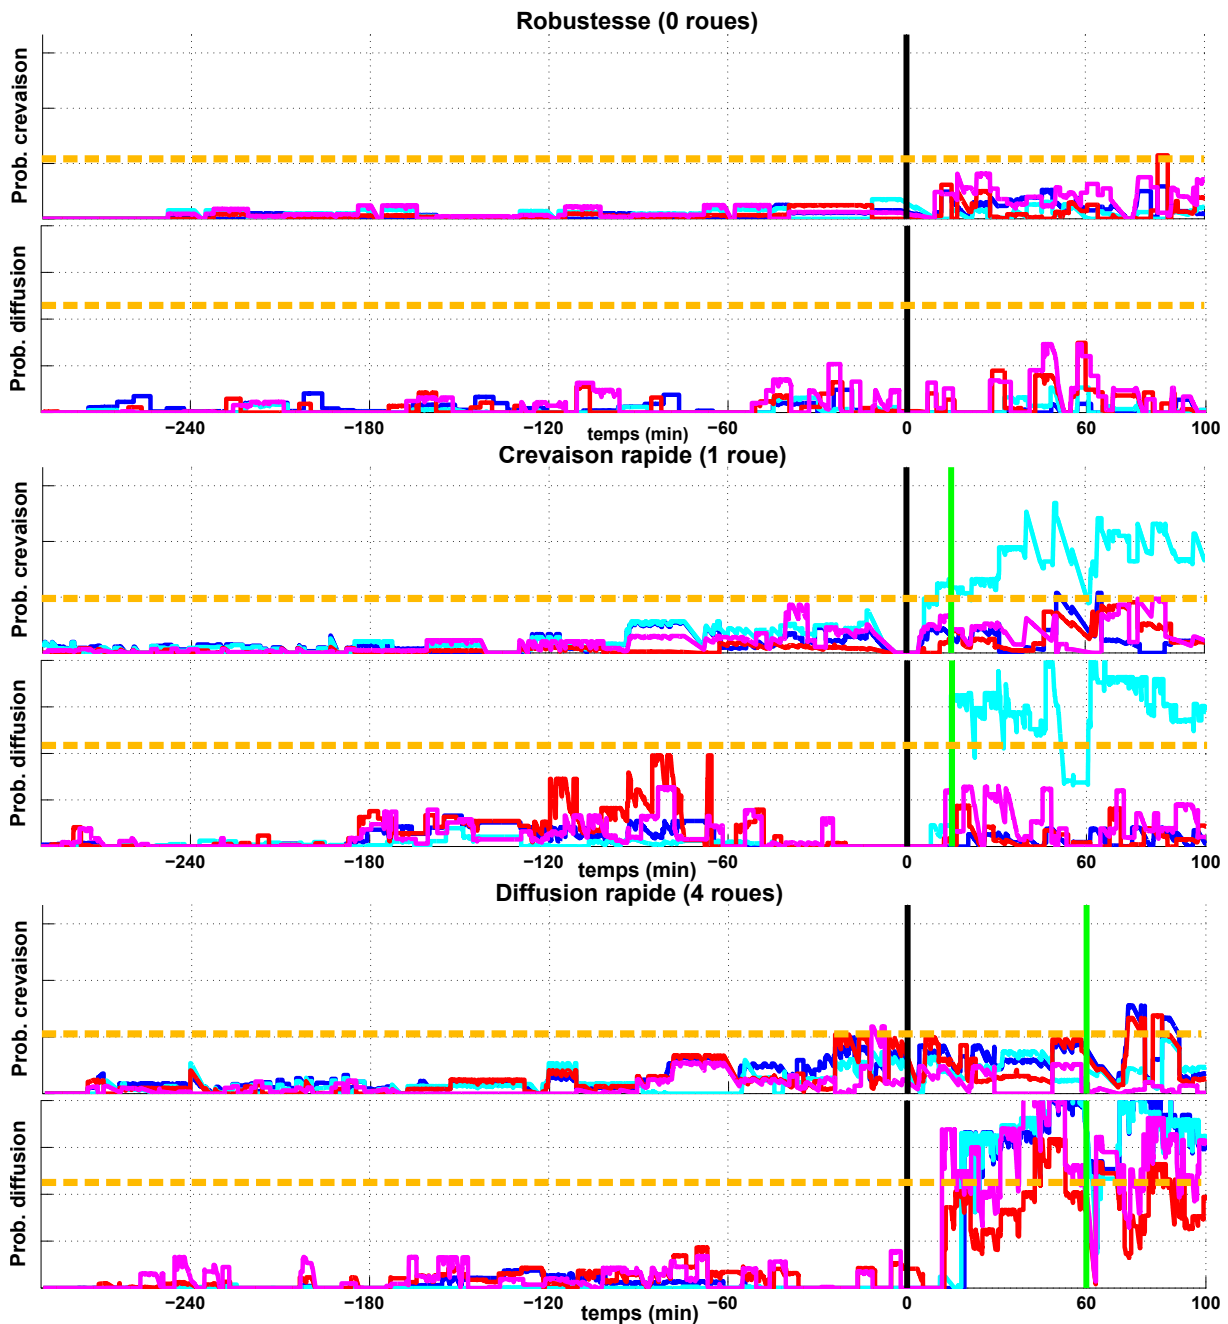 Robustesse (0 roues)
Prob. crevaison
Prob. diffusion
−240 −180 −120 −60 0 60 100
temps (min)
Crevaison rapide (1 roue)
Prob. crevaison
Prob. diffusion
−240 −180 −120 −60 0 60 100
temps (min)
Diffusion rapide (4 roues)
Prob. crevaison
Prob. diffusion
−240 −180 −120 −60 0 60 100
temps (min)